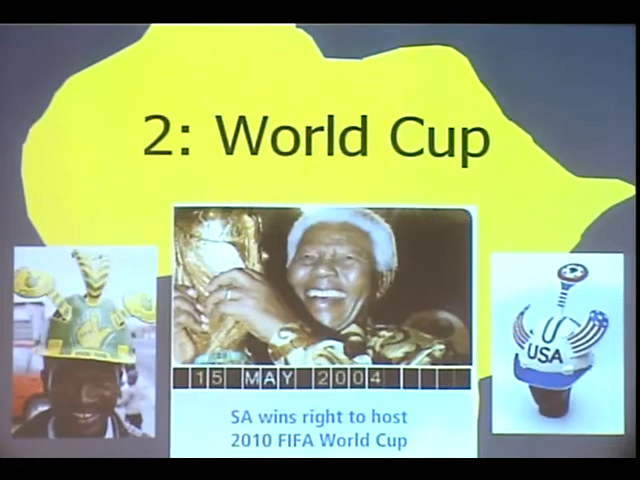 2: World Cup
15 MAY 2004
SA wins right to host
2010 FIFA World Cup
USA